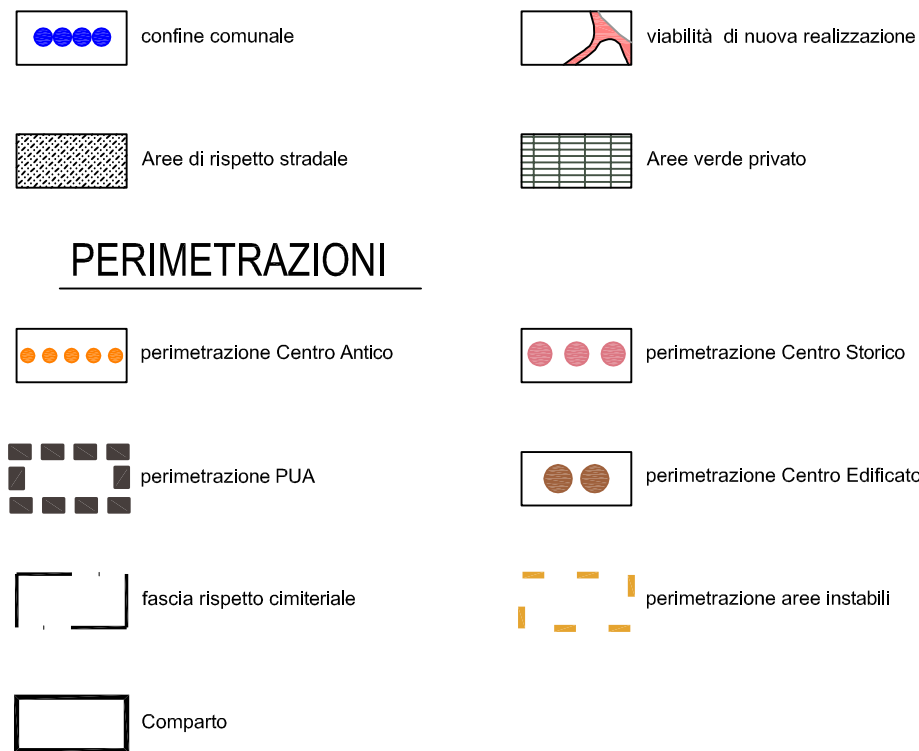 confine comunale
viabilità di nuova realizzazione
Aree di rispetto stradale
Aree verde privato
PERIMETRAZIONI
perimetrazione Centro Antico
perimetrazione Centro Storico
perimetrazione PUA
perimetrazione Centro Edificato
fascia rispetto cimiteriale
perimetrazione aree instabili
Comparto